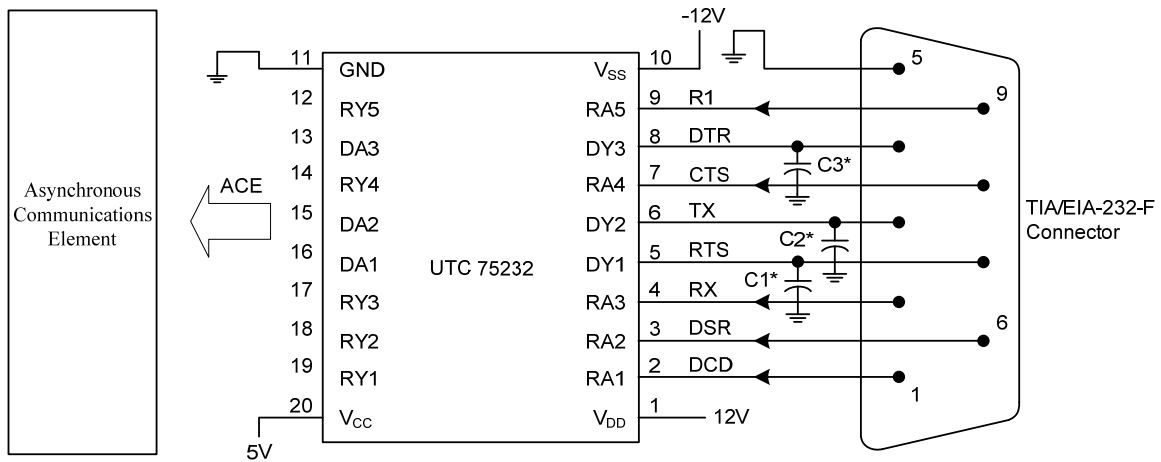 Asynchronous
Communications
Element
ACE
5V
11 GND
12 RY5
13 DA3
14 RY4
15 DA2
16 DA1
17 RY3
18 RY2
19 RY1
20 VCC
UTC 75232
-12V
VSS 10
RA5 9 R1
DY3 8 DTR
RA4 7 CTS
DY2 6 TX
DY1 5 RTS
RA3 4 RX
RA2 3 DSR
RA1 2 DCD
VDD 1 12V
C3*
C2*
C1*
5
9
6
1
TIA/EIA-232-F
Connector